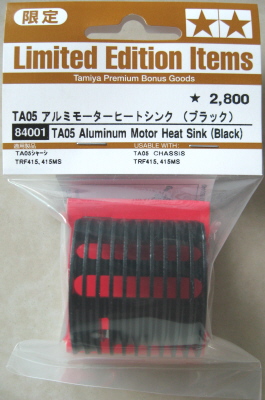 限定
Limited Edition Items
Tamiya Premium Bonus Goods
★ 2,800
TA05 アルミモーターヒートシンク （ブラック）
84001 TA05 Aluminum Motor Heat Sink (Black)
適用製品 USABLE WITH:
TA05シャーシ TA05 CHASSIS
TRF415, 415MS TRF415, 415MS